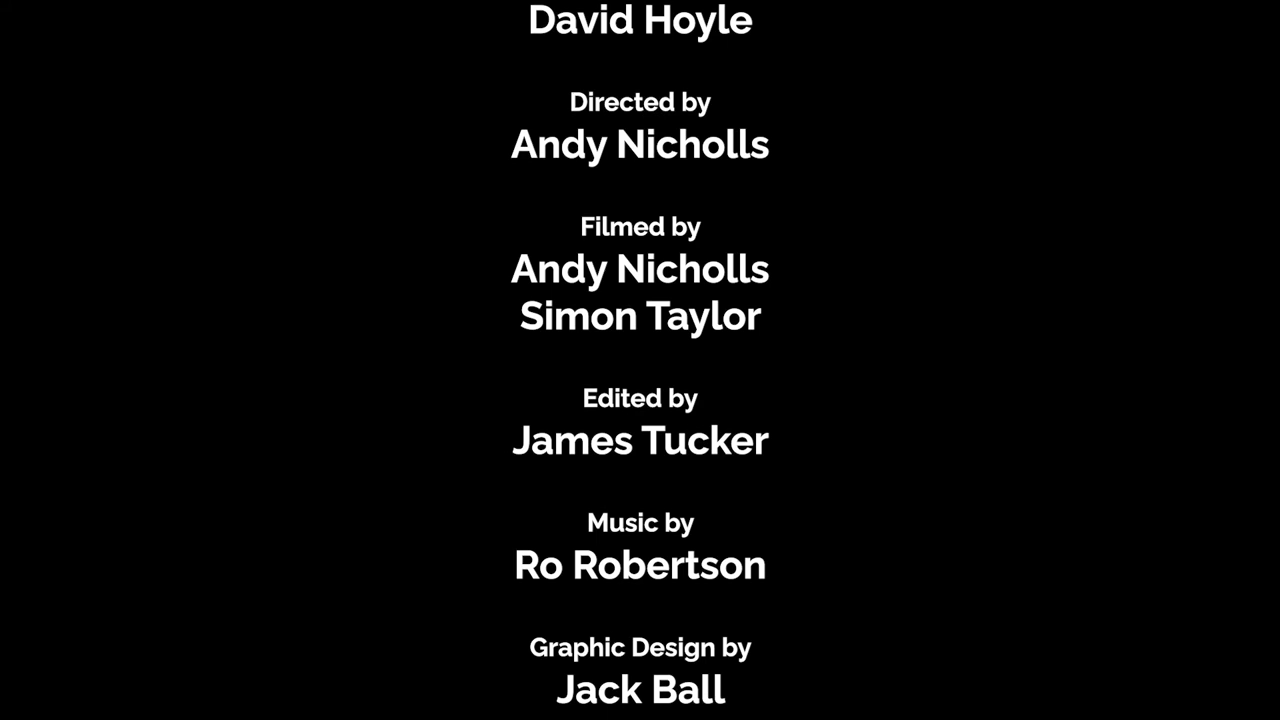 David Hoyle
Directed by
Andy Nicholls
Filmed by
Andy Nicholls
Simon Taylor
Edited by
James Tucker
Music by
Ro Robertson
Graphic Design by
Jack Ball